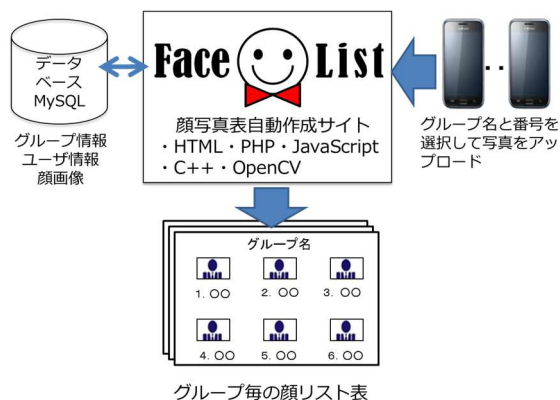 データ
ベース
MySQL
グループ情報
ユーザ情報
顔画像
Face List
顔写真表自動作成サイト
・HTML・PHP・JavaScript
・C++・OpenCV
・・
グループ名と番号を
選択して写真をアッ
プロード
グループ名
1. ○○ 2. ○○ 3. ○○
4. ○○ 5. ○○ 6. ○○
グループ毎の顔リスト表